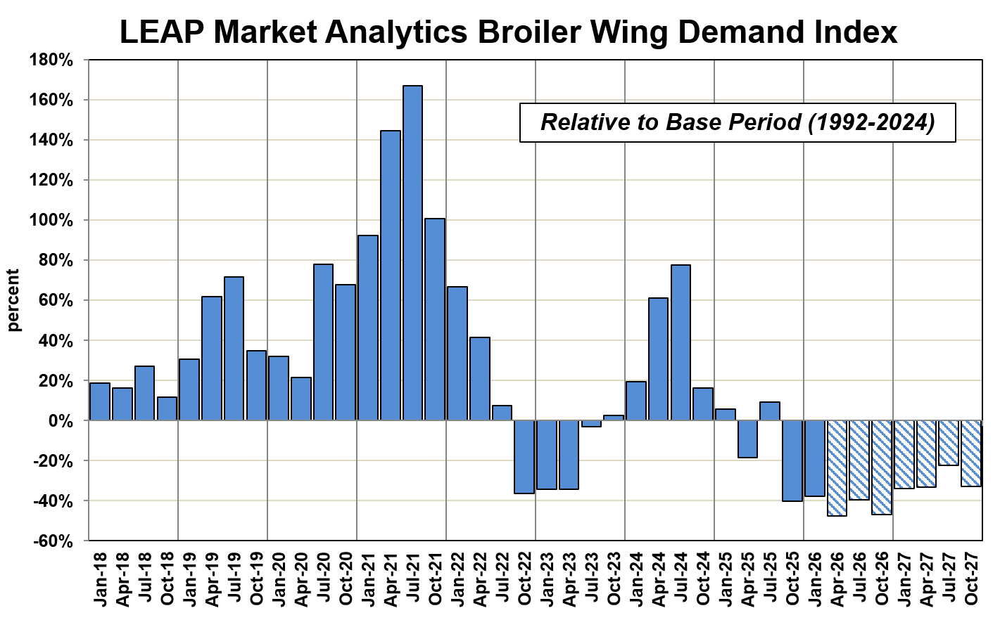 LEAP Market Analytics Broiler Wing Demand Index
180%
160%
140%
120%
100%
80%
60%
40%
20%
0%
-20%
-40%
-60%
percent
Relative to Base Period (1992-2024)
Jan-18
Apr-18
Jul-18
Oct-18
Jan-19
Apr-19
Jul-19
Oct-19
Jan-20
Apr-20
Jul-20
Oct-20
Jan-21
Apr-21
Jul-21
Oct-21
Jan-22
Apr-22
Jul-22
Oct-22
Jan-23
Apr-23
Jul-23
Oct-23
Jan-24
Apr-24
Jul-24
Oct-24
Jan-25
Apr-25
Jul-25
Oct-25
Jan-26
Apr-26
Jul-26
Oct-26
Jan-27
Apr-27
Jul-27
Oct-27